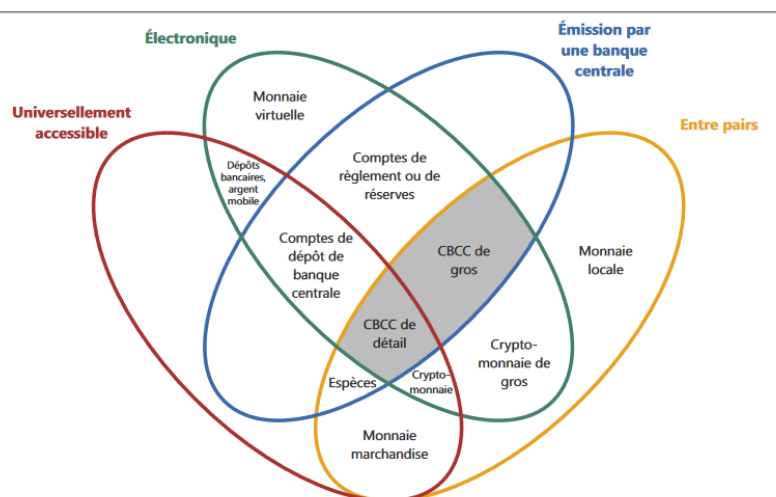 Électronique
Émission par
une banque
centrale
Universellement
accessible
Entre pairs
Monnaie
virtuelle
Dépôts
bancaires,
argent
mobile
Comptes de
règlement ou de
réserves
Comptes de
dépôt de
banque
centrale
CBCC de
gros
Monnaie
locale
CBCC de
détail
Crypto-
monnaie de
gros
Espèces
Crypto-
monnaie
Monnaie
marchandise